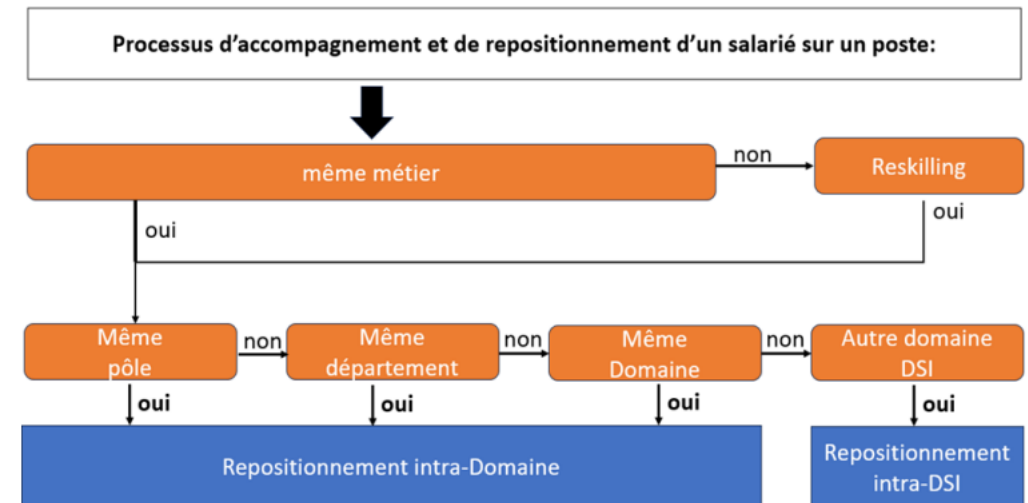 Processus d'accompagnement et de repositionnement d'un salarié sur un poste:
même métier
non
Reskilling
oui
oui
Même
pôle
non
Même
département
non
Même
Domaine
non
Autre domaine
DSI
oui
oui
oui
oui
Repositionnement intra-Domaine
Repositionnement
intra-DSI